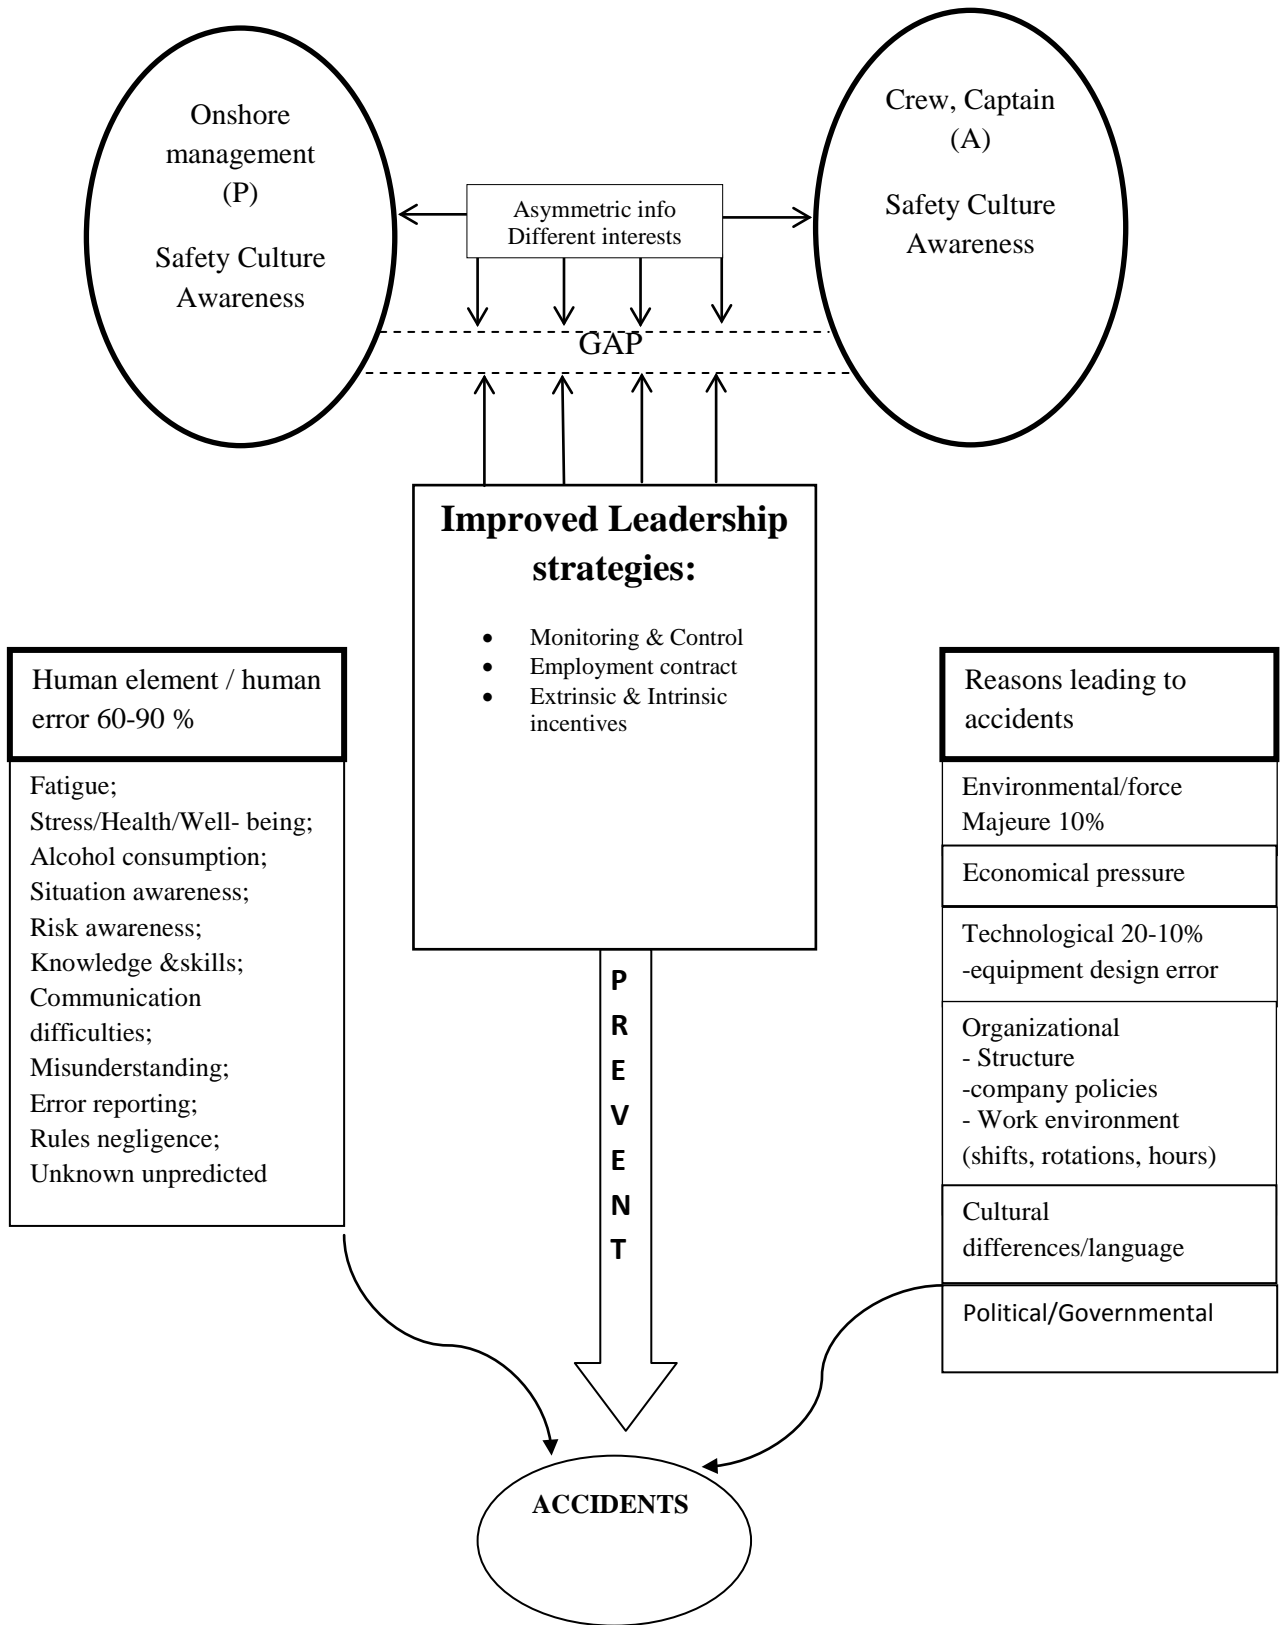 Onshore
management
(P)
Safety Culture
Awareness
Crew, Captain
(A)
Safety Culture
Awareness
Asymmetric info
Different interests
GAP
Improved Leadership
strategies:
• Monitoring & Control
• Employment contract
• Extrinsic & Intrinsic
incentives
Human element / human
error 60-90 %
Fatigue;
Stress/Health/Well- being;
Alcohol consumption;
Situation awareness;
Risk awareness;
Knowledge &skills;
Communication
difficulties;
Misunderstanding;
Error reporting;
Rules negligence;
Unknown unpredicted
Reasons leading to
accidents
Environmental/force
Majeure 10%
Economical pressure
Technological 20-10%
-equipment design error
Organizational
- Structure
-company policies
- Work environment
(shifts, rotations, hours)
Cultural
differences/language
Political/Governmental
P
R
E
V
E
N
T
ACCIDENTS